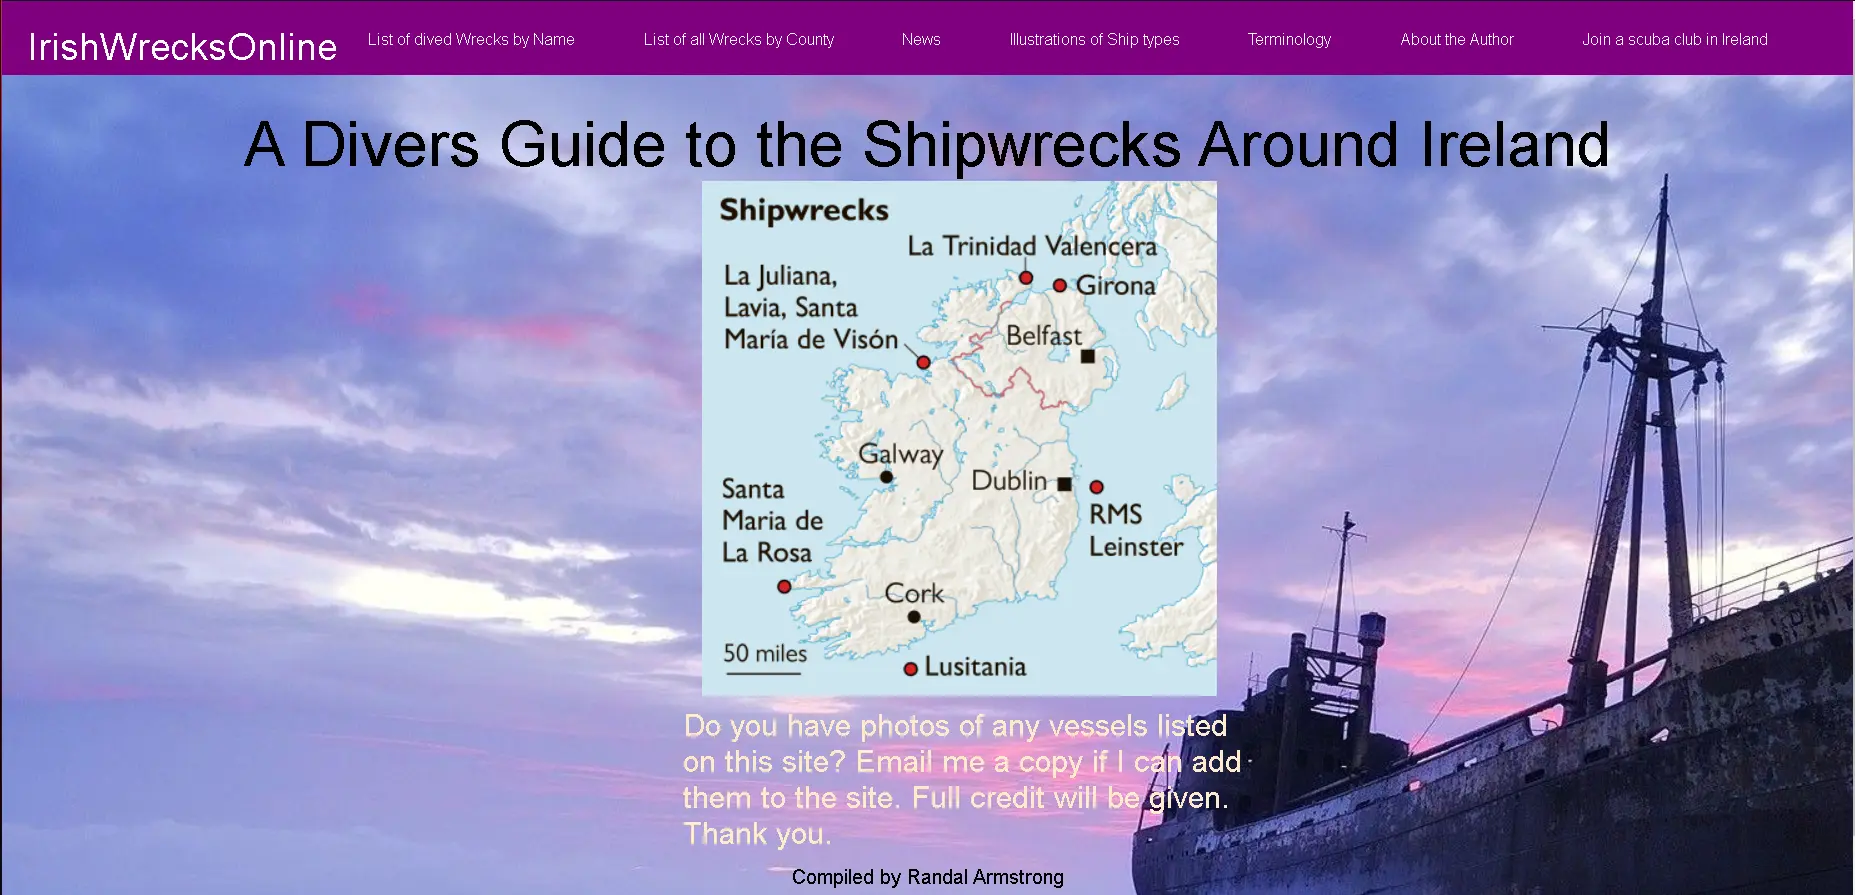 IrishWrecksOnline
List of dived Wrecks by Name
List of all Wrecks by County
News
Illustrations of Ship types
Terminology
About the Author
Join a scuba club in Ireland
A Divers Guide to the Shipwrecks Around Ireland
Shipwrecks
La Trinidad Valencera
La Juliana,
Lavia, Santa
María de Visón
Girona
Belfast
Galway
Dublin
Santa
Maria de
La Rosa
RMS
Leinster
Cork
50 miles
Lusitania
Do you have photos of any vessels listed
on this site? Email me a copy if I can add
them to the site. Full credit will be given.
Thank you.
Compiled by Randal Armstrong